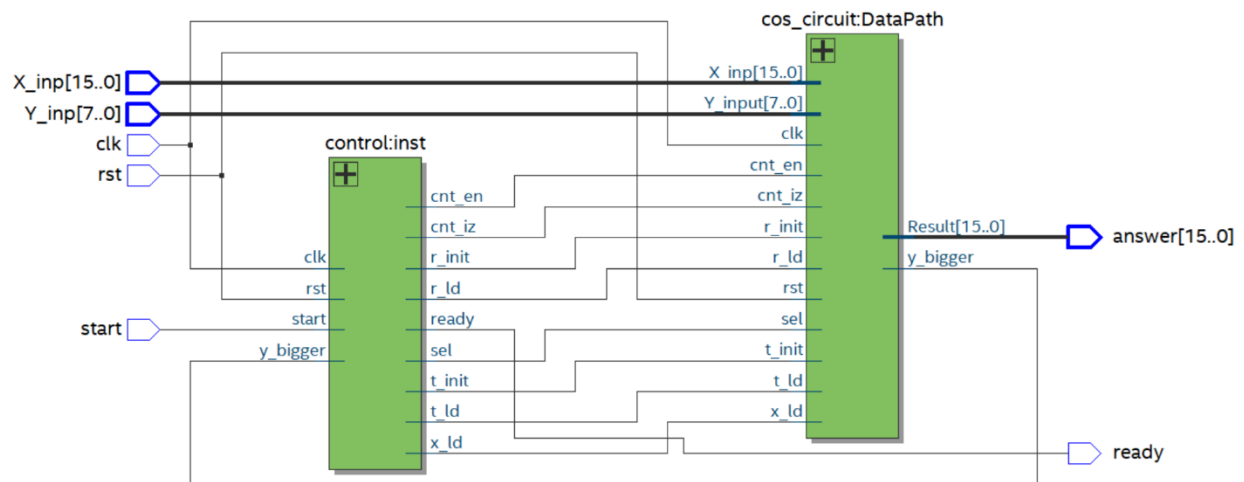 cos_circuit:DataPath
X_inp[15..0]
X_inp[15..0]
Y_inp[7..0]
Y_input[7..0]
clk
clk
control:inst
rst
cnt_en
cnt_en
cnt_iz
cnt_iz
r_init
Result[15..0]
answer[15..0]
clk
r_init
r_ld
y_bigger
rst
r_ld
rst
start
start
ready
sel
y_bigger
sel
t_init
t_init
t_ld
t_ld
x_ld
x_ld
ready